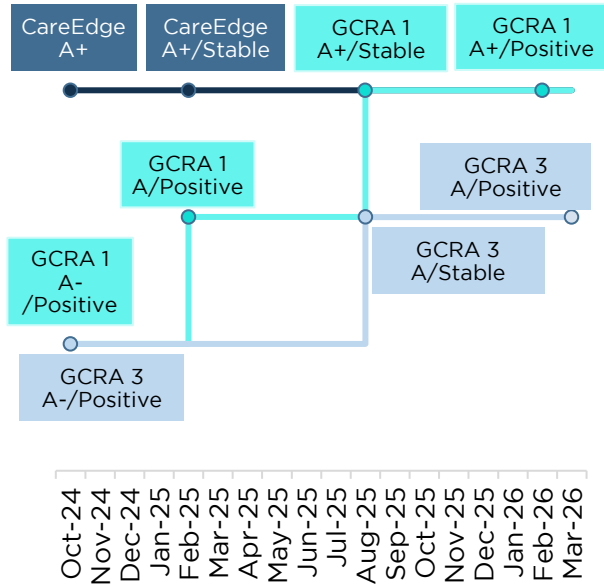 CareEdge
A+
CareEdge
A+/Stable
GCRA 1
A+/Stable
GCRA 1
A+/Positive
GCRA 1
A/Positive
GCRA 3
A/Positive
GCRA 3
A/Stable
GCRA 1
A-
/Positive
GCRA 3
A-/Positive
Oct-24
Nov-24
Dec-24
Jan-25
Feb-25
Mar-25
Apr-25
May-25
Jun-25
Jul-25
Aug-25
Sep-25
Oct-25
Nov-25
Dec-25
Jan-26
Feb-26
Mar-26